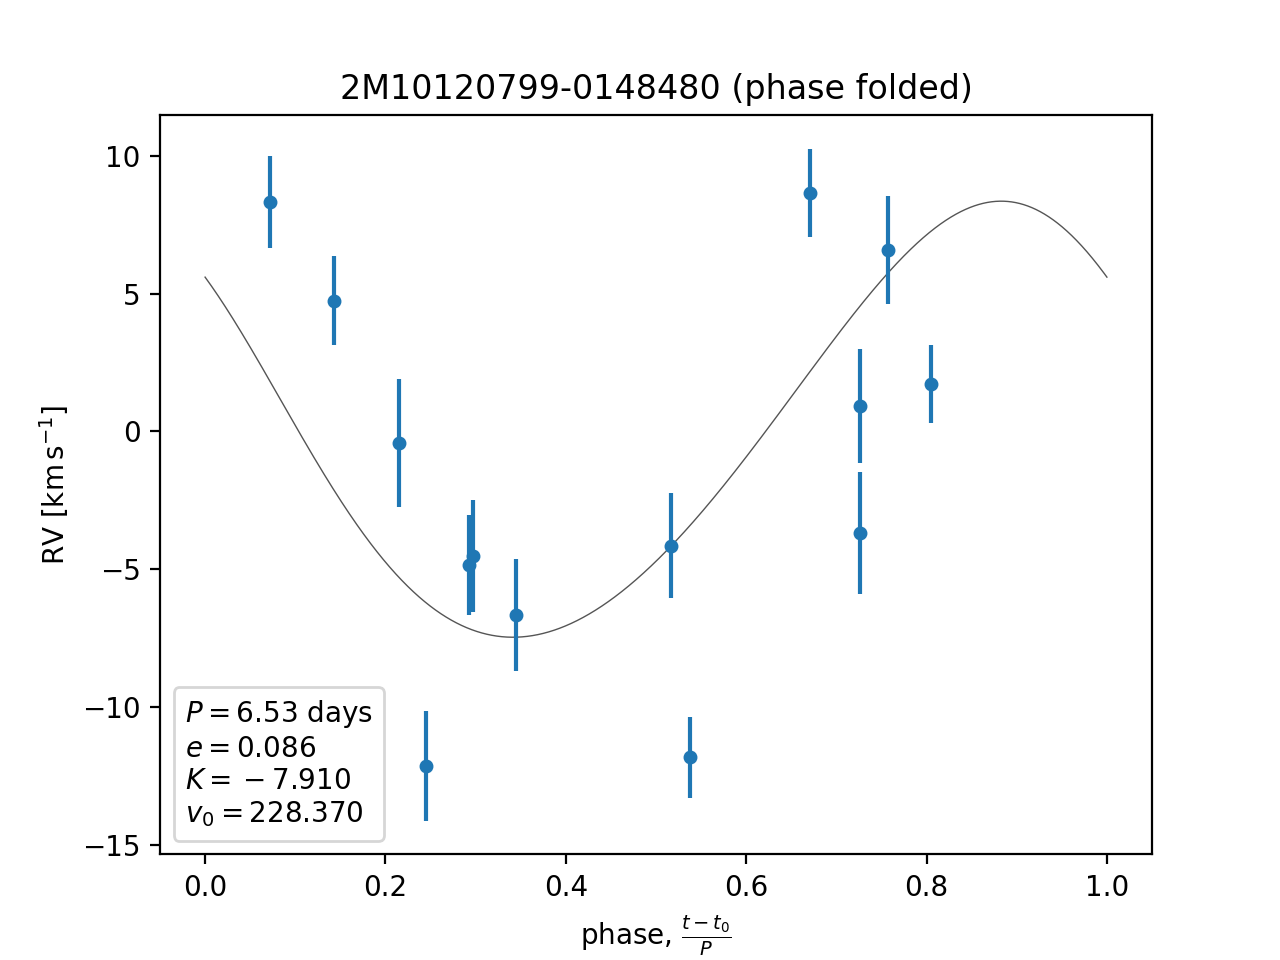 2M10120799-0148480 (phase folded)
10
5
0
−5
−10
−15
RV [km s⁻¹]
P = 6.53 days
e = 0.086
K = − 7.910
v₀ = 228.370
0.0 0.2 0.4 0.6 0.8 1.0
phase, (t − t₀)/P